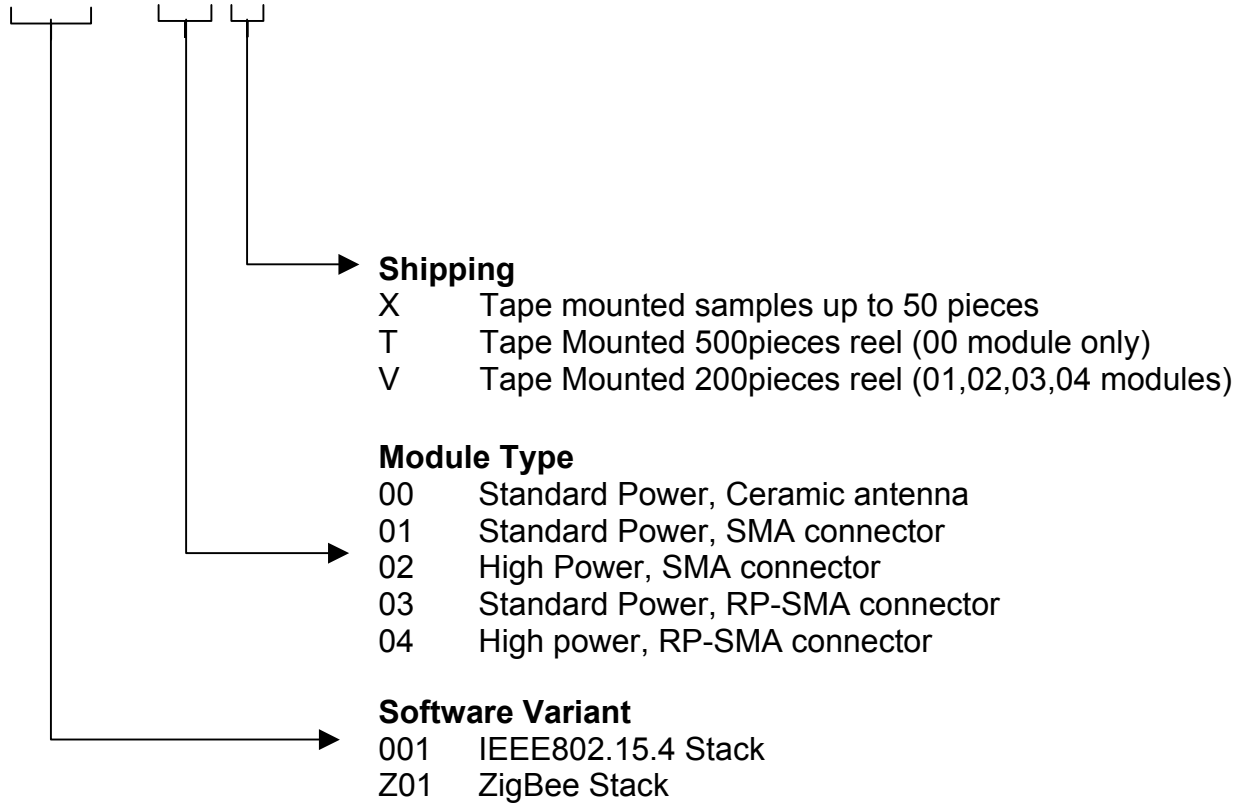 Shipping
X Tape mounted samples up to 50 pieces
T Tape Mounted 500pieces reel (00 module only)
V Tape Mounted 200pieces reel (01,02,03,04 modules)
Module Type
00 Standard Power, Ceramic antenna
01 Standard Power, SMA connector
02 High Power, SMA connector
03 Standard Power, RP-SMA connector
04 High power, RP-SMA connector
Software Variant
001 IEEE802.15.4 Stack
Z01 ZigBee Stack